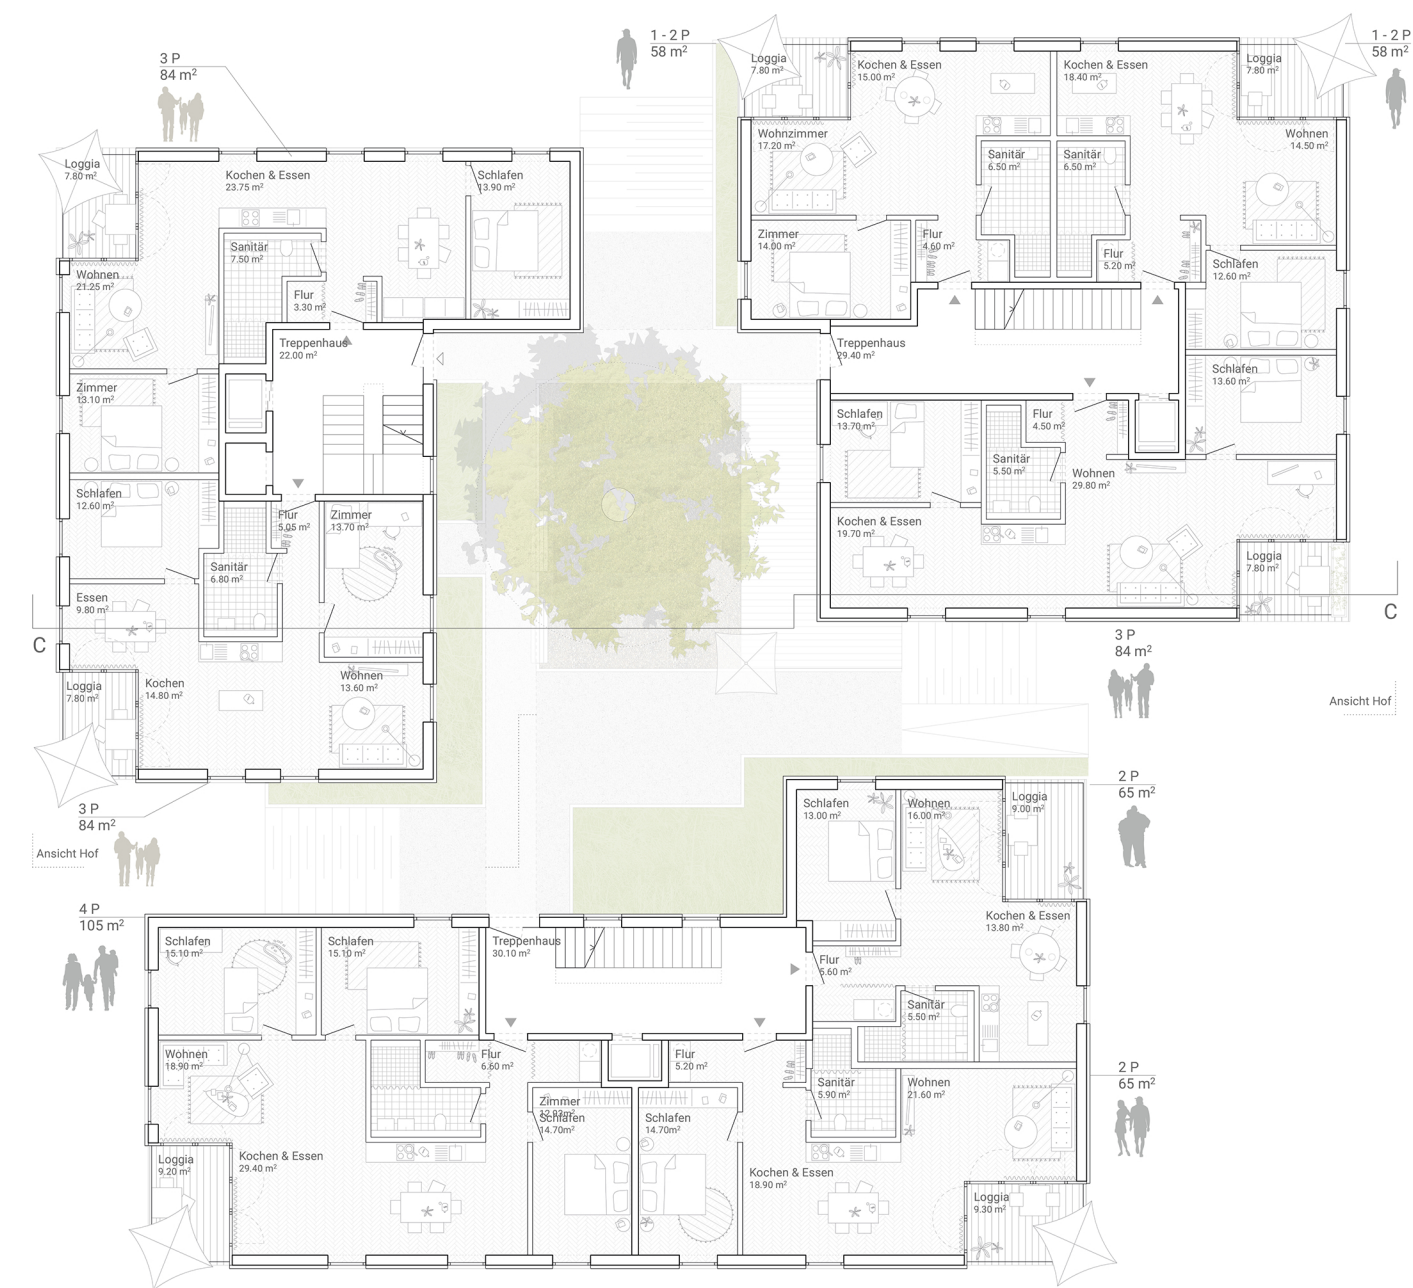 3 P
84 m²
1 - 2 P
58 m²
1 - 2 P
58 m²
Loggia
7.80 m²
Kochen & Essen
23.75 m²
Schlafen
13.90 m²
Sanitär
7.50 m²
Wohnen
21.25 m²
Flur
3.30 m²
Treppenhaus
22.00 m²
Zimmer
13.10 m²
Schlafen
12.60 m²
Flur
5.05 m²
Zimmer
13.70 m²
Sanitär
6.80 m²
Essen
9.80 m²
C
Loggia
7.80 m²
Kochen
14.80 m²
Wohnen
13.60 m²
3 P
84 m²
Ansicht Hof
Loggia
7.80 m²
Kochen & Essen
15.00 m²
Kochen & Essen
18.40 m²
Loggia
7.80 m²
Wohnzimmer
17.20 m²
Sanitär
6.50 m²
Sanitär
6.50 m²
Wohnen
14.50 m²
Zimmer
14.00 m²
Flur
4.60 m²
Flur
5.20 m²
Schlafen
12.60 m²
Treppenhaus
29.40 m²
Schlafen
13.60 m²
Schlafen
13.70 m²
Flur
4.50 m²
Sanitär
5.50 m²
Wohnen
29.80 m²
Kochen & Essen
19.70 m²
Loggia
7.80 m²
C
3 P
84 m²
Ansicht Hof
2 P
65 m²
4 P
105 m²
Schlafen
13.00 m²
Wohnen
16.00 m²
Loggia
9.00 m²
Kochen & Essen
13.80 m²
Schlafen
15.10 m²
Schlafen
15.10 m²
Treppenhaus
30.10 m²
Flur
5.60 m²
Sanitär
5.50 m²
Wohnen
18.90 m²
Flur
6.60 m²
Flur
5.20 m²
2 P
65 m²
Sanitär
5.90 m²
Wohnen
21.60 m²
Zimmer
Schlafen
14.70m²
Schlafen
14.70m²
Loggia
9.20 m²
Kochen & Essen
29.40 m²
Kochen & Essen
18.90 m²
Loggia
9.30 m²